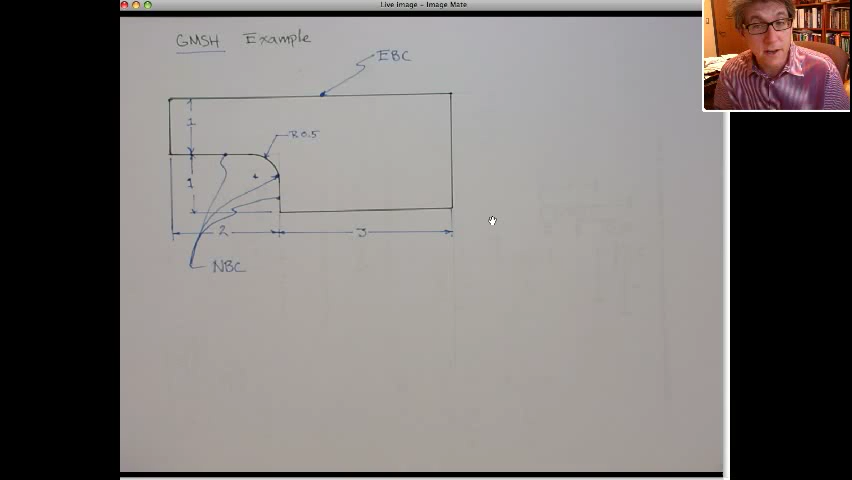 Live Image – Image Mate
GMSH Example
EBC
1
R0.5
1
2
3
NBC